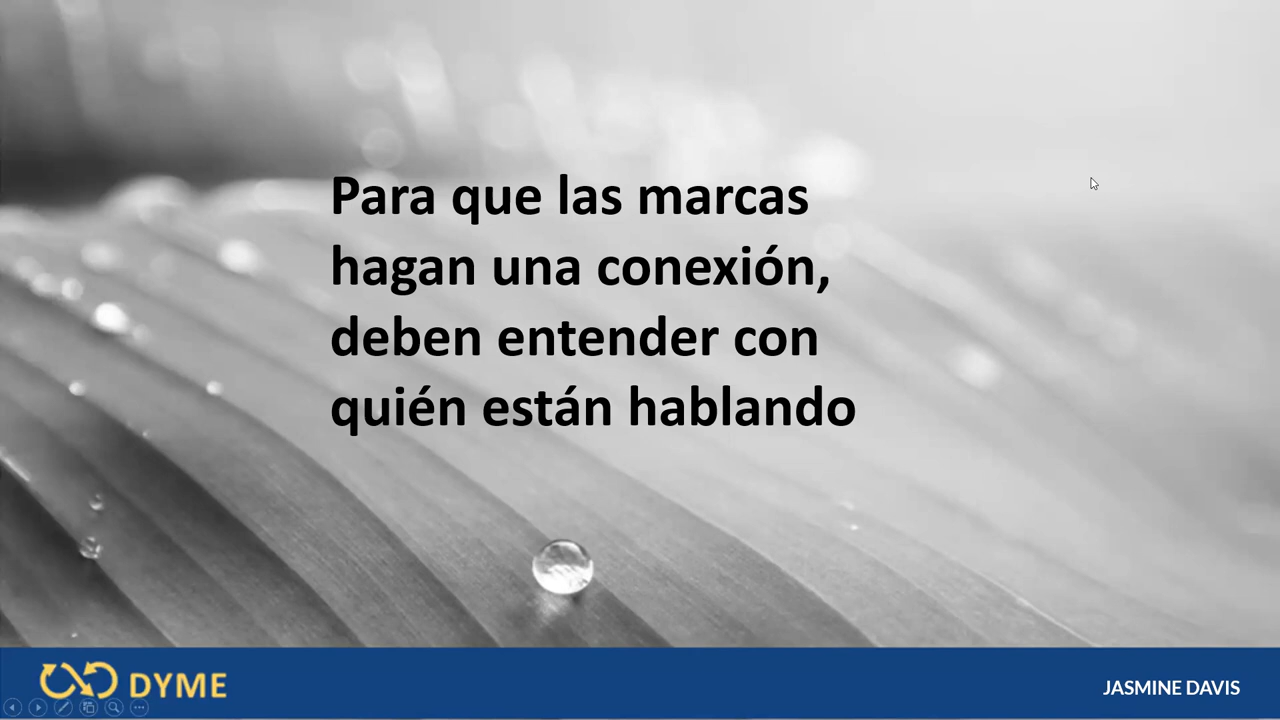 Para que las marcas
hagan una conexión,
deben entender con
quién están hablando
DYME
JASMINE DAVIS